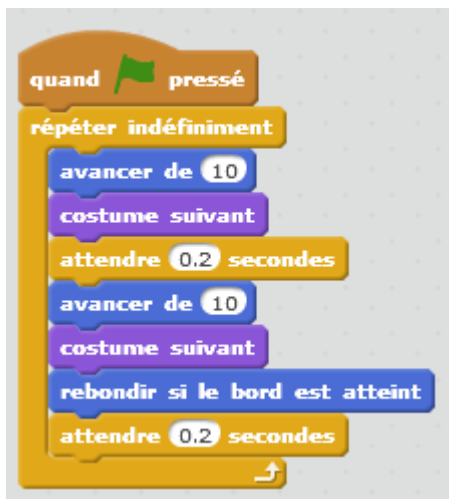 quand pressé
répéter indéfiniment
avancer de 10
costume suivant
attendre 0.2 secondes
avancer de 10
costume suivant
rebondir si le bord est atteint
attendre 0.2 secondes